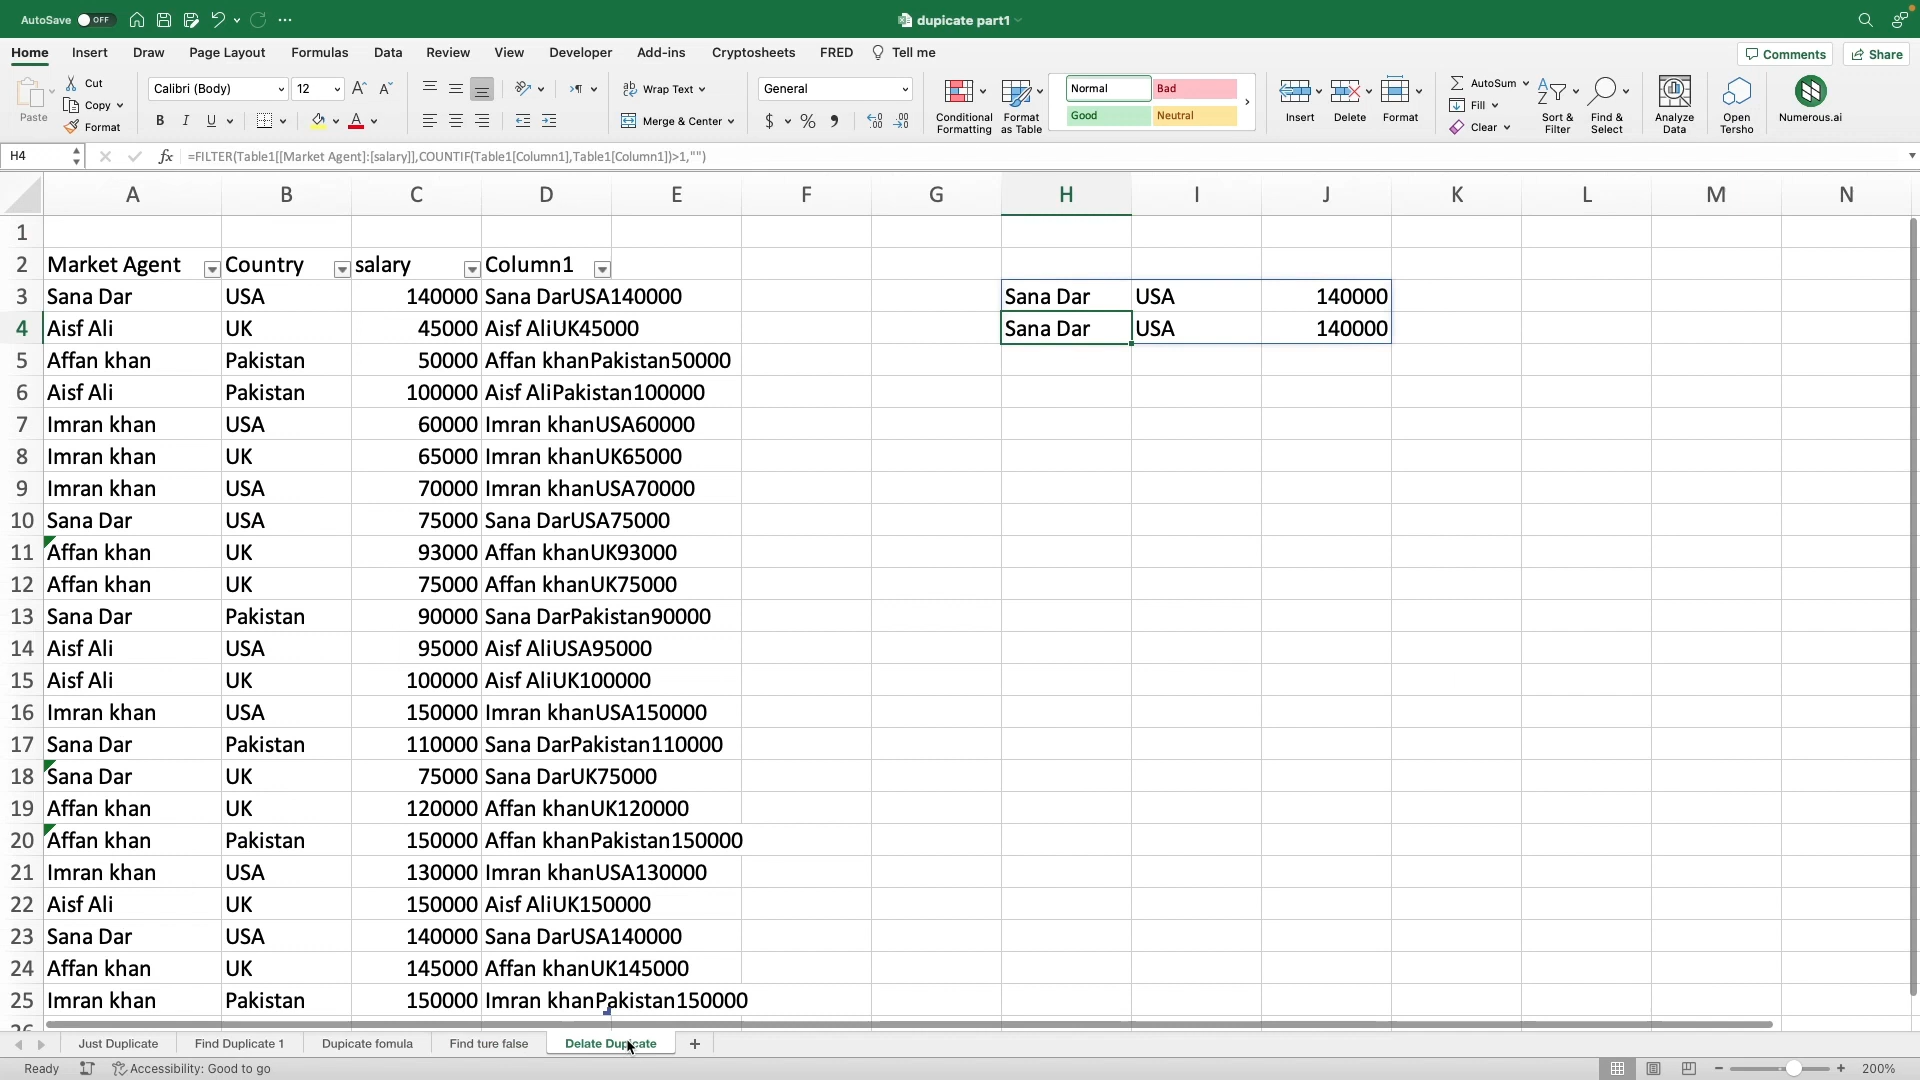 AutoSave OFF
dupicate part1
Home Insert Draw Page Layout Formulas Data Review View Developer Add-ins Cryptosheets FRED Tell me
Comments Share
Paste
Cut
Copy
Format
Calibri (Body) 12
B I U
Wrap Text
Merge & Center
General
$ % 9
Conditional Formatting
Format as Table
Normal Bad
Good Neutral
Insert Delete Format
AutoSum
Fill
Clear
Sort & Filter
Find & Select
Analyze Data
Open Tersho
Numerous.ai
H4 fx =FILTER(Table1[[Market Agent]:[salary]],COUNTIF(Table1[Column1],Table1[Column1])>1,"")
A B C D E F G H I J K L M N
1
2 Market Agent Country salary Column1
3 Sana Dar USA 140000 Sana DarUSA140000 Sana Dar USA 140000
4 Aisf Ali UK 45000 Aisf AliUK45000 Sana Dar USA 140000
5 Affan khan Pakistan 50000 Affan khanPakistan50000
6 Aisf Ali Pakistan 100000 Aisf AliPakistan100000
7 Imran khan USA 60000 Imran khanUSA60000
8 Imran khan UK 65000 Imran khanUK65000
9 Imran khan USA 70000 Imran khanUSA70000
10 Sana Dar USA 75000 Sana DarUSA75000
11 Affan khan UK 93000 Affan khanUK93000
12 Affan khan UK 75000 Affan khanUK75000
13 Sana Dar Pakistan 90000 Sana DarPakistan90000
14 Aisf Ali USA 95000 Aisf AliUSA95000
15 Aisf Ali UK 100000 Aisf AliUK100000
16 Imran khan USA 150000 Imran khanUSA150000
17 Sana Dar Pakistan 110000 Sana DarPakistan110000
18 Sana Dar UK 75000 Sana DarUK75000
19 Affan khan UK 120000 Affan khanUK120000
20 Affan khan Pakistan 150000 Affan khanPakistan150000
21 Imran khan USA 130000 Imran khanUSA130000
22 Aisf Ali UK 150000 Aisf AliUK150000
23 Sana Dar USA 140000 Sana DarUSA140000
24 Affan khan UK 145000 Affan khanUK145000
25 Imran khan Pakistan 150000 Imran khanPakistan150000
26
Just Duplicate Find Duplicate 1 Dupicate fomula Find ture false Delate Dupicate +
Ready Accessibility: Good to go 200%